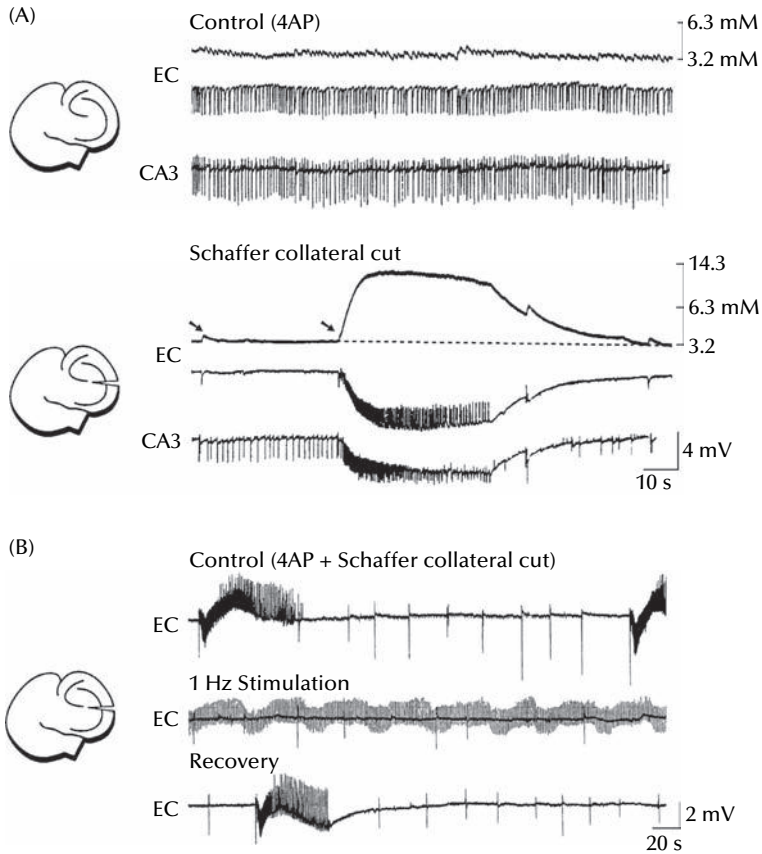 (A)
Control (4AP)
6.3 mM
3.2 mM
EC
CA3
Schaffer collateral cut
14.3
6.3 mM
3.2
EC
CA3
4 mV
10 s
(B)
Control (4AP + Schaffer collateral cut)
EC
1 Hz Stimulation
EC
Recovery
EC
2 mV
20 s